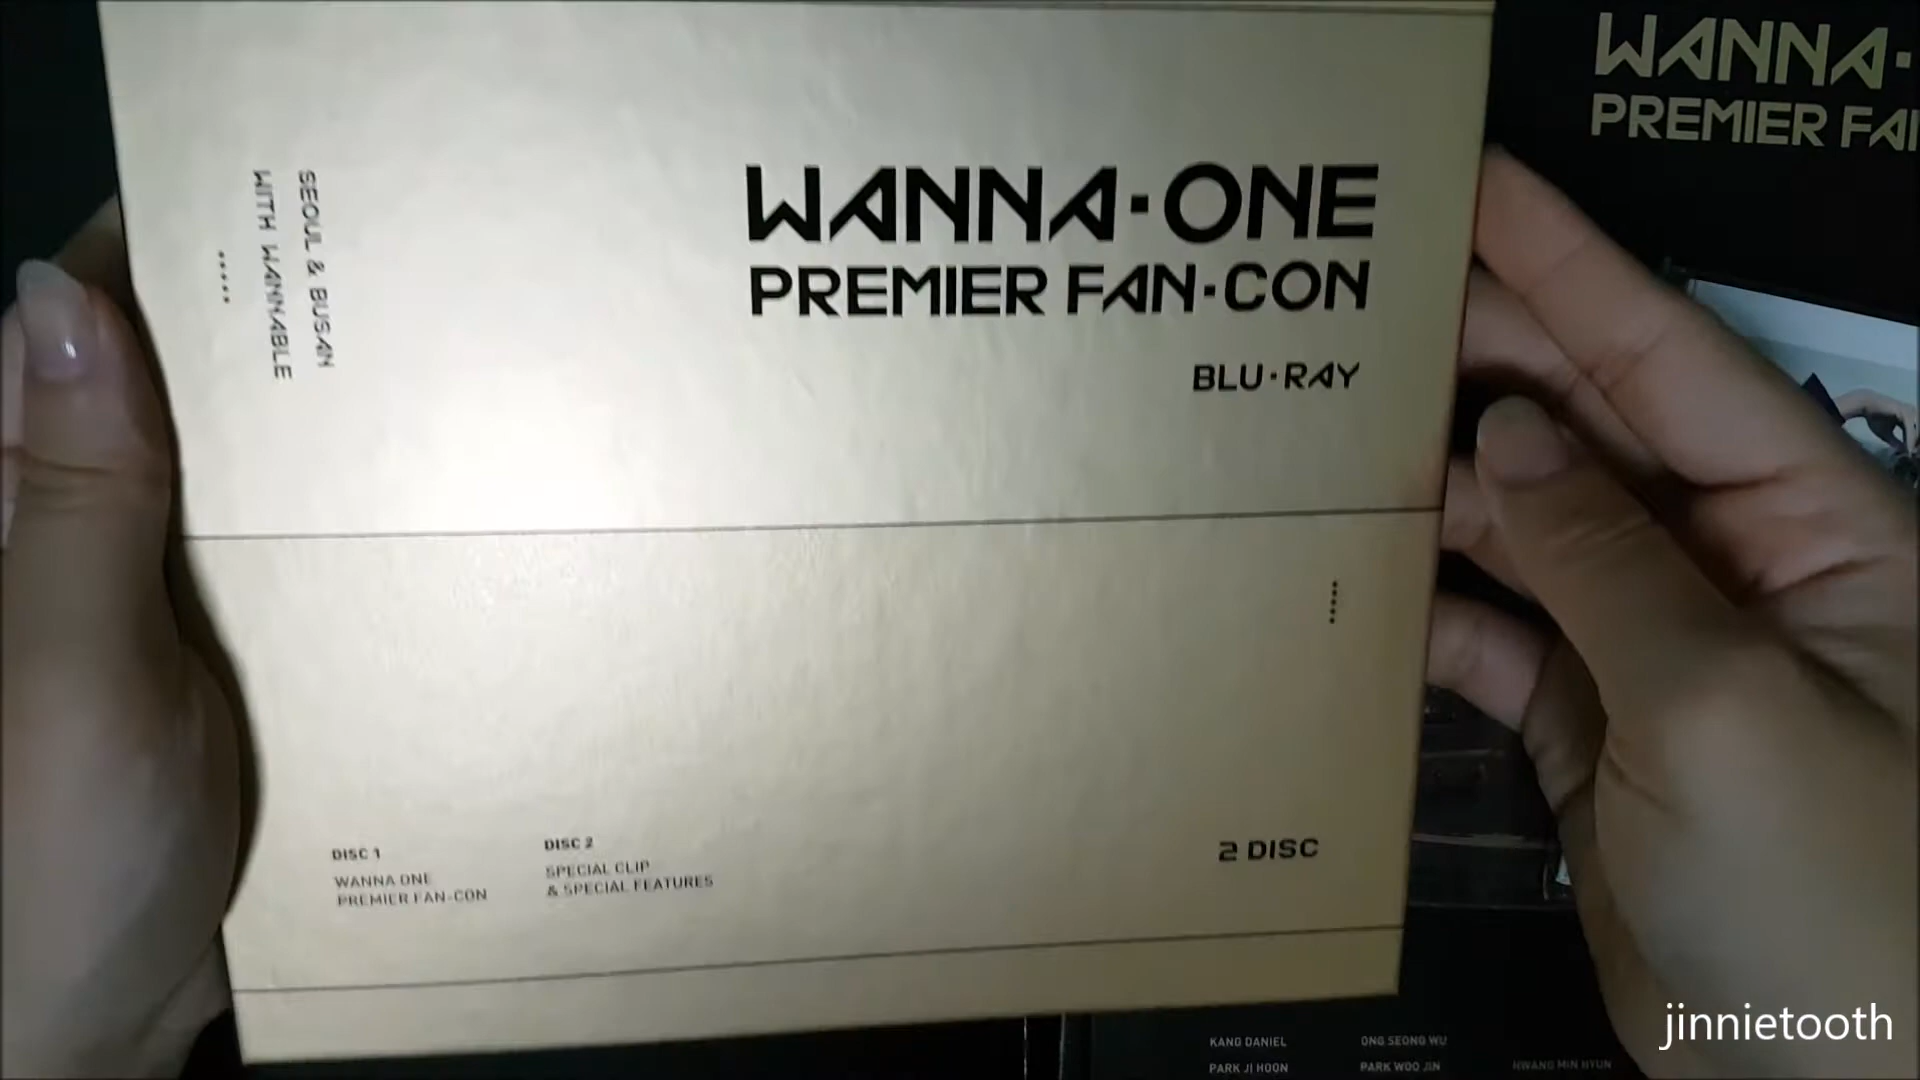 WANNA·
PREMIER FAN
SEOUL & BUSAN
WITH WANNABLE
WANNA·ONE
PREMIER FAN·CON
BLU·RAY
DISC 1
WANNA ONE
PREMIER FAN-CON
DISC 2
SPECIAL CLIP
& SPECIAL FEATURES
2 DISC
KANG DANIEL
ONG SEONG WU
PARK JI HOON
PARK WOO JIN
HWANG MIN HYUN
jinnietooth